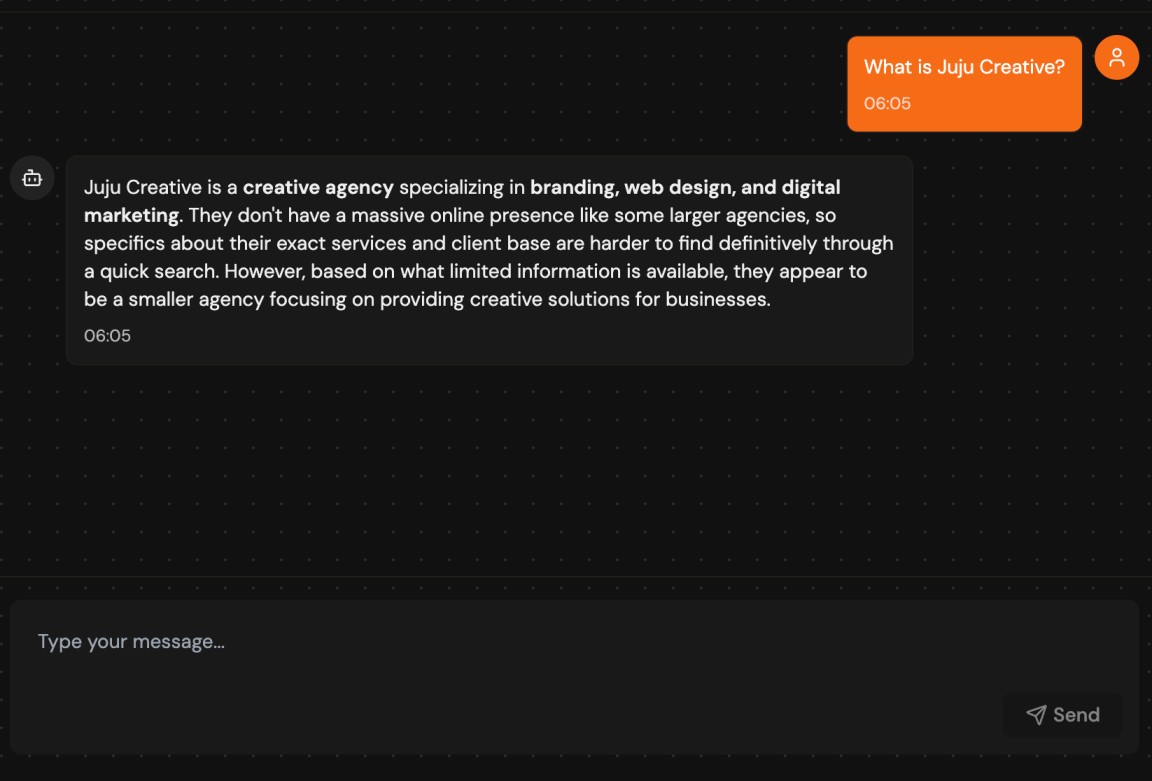 What is Juju Creative?
06:05
Juju Creative is a creative agency specializing in branding, web design, and digital
marketing. They don't have a massive online presence like some larger agencies, so
specifics about their exact services and client base are harder to find definitively through
a quick search. However, based on what limited information is available, they appear to
be a smaller agency focusing on providing creative solutions for businesses.
06:05
Type your message...
Send